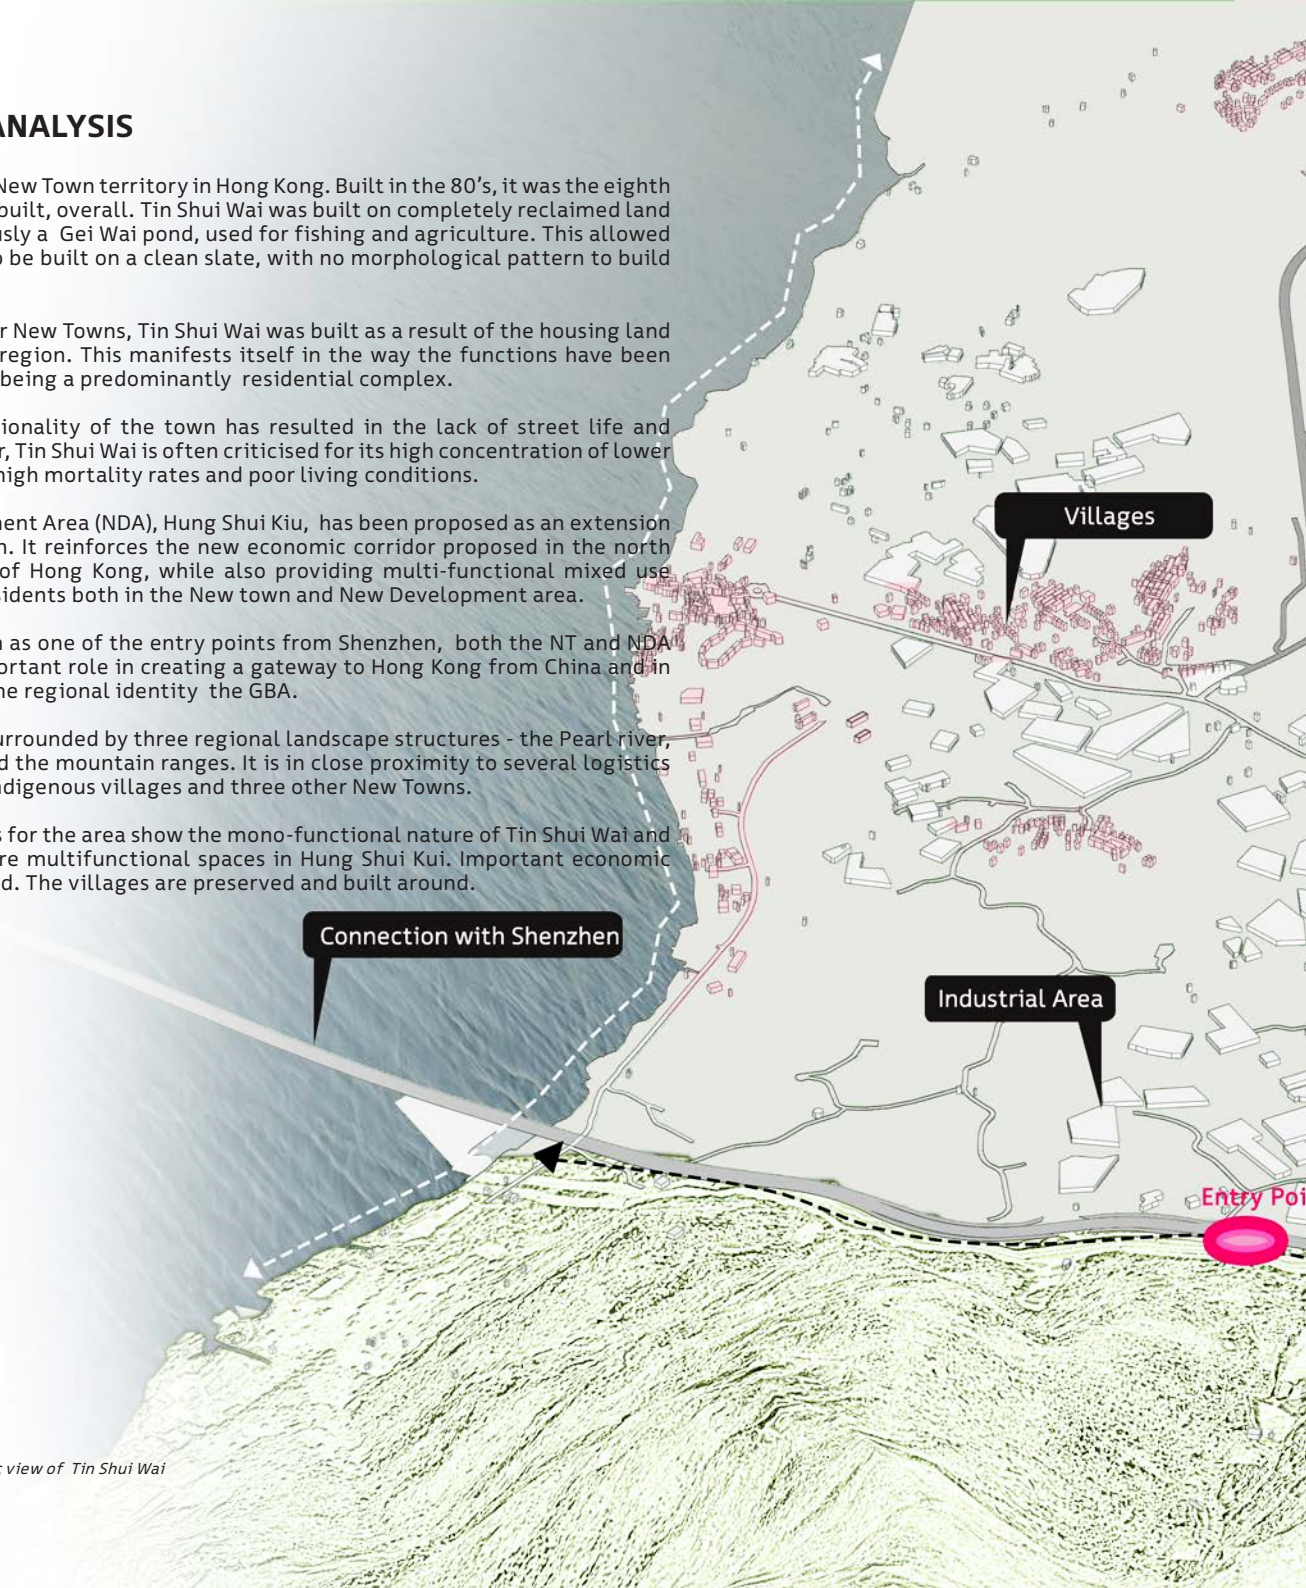 ANALYSIS
New Town territory in Hong Kong. Built in the 80's, it was the eighth
built, overall. Tin Shui Wai was built on completely reclaimed land
usly a Gei Wai pond, used for fishing and agriculture. This allowed
o be built on a clean slate, with no morphological pattern to build
r New Towns, Tin Shui Wai was built as a result of the housing land
region. This manifests itself in the way the functions have been
being a predominantly residential complex.
ionality of the town has resulted in the lack of street life and
r, Tin Shui Wai is often criticised for its high concentration of lower
high mortality rates and poor living conditions.
ment Area (NDA), Hung Shui Kiu, has been proposed as an extension
n. It reinforces the new economic corridor proposed in the north
of Hong Kong, while also providing multi-functional mixed use
sidents both in the New town and New Development area.
n as one of the entry points from Shenzhen, both the NT and NDA
portant role in creating a gateway to Hong Kong from China and in
he regional identity the GBA.
urrounded by three regional landscape structures - the Pearl river,
d the mountain ranges. It is in close proximity to several logistics
ndigenous villages and three other New Towns.
s for the area show the mono-functional nature of Tin Shui Wai and
re multifunctional spaces in Hung Shui Kui. Important economic
d. The villages are preserved and built around.
Villages
Connection with Shenzhen
Industrial Area
Entry Poi
t view of Tin Shui Wai